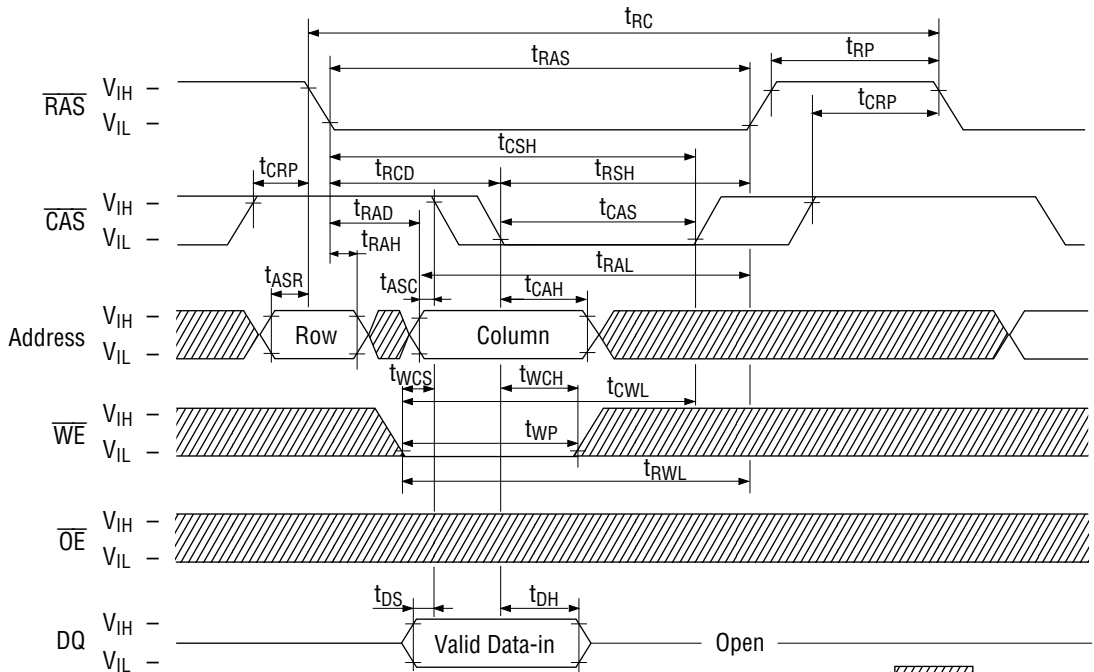 tRC
tRAS
tRP
RAS
VIH –
VIL –
tCRP
tCSH
tCRP
tRCD
tRSH
CAS
VIH –
VIL –
tRAD
tCAS
tRAH
tRAL
tASR
tASC
tCAH
Address
VIH –
VIL –
Row
Column
tWCS
tWCH
tCWL
WE
VIH –
VIL –
tWP
tRWL
OE
VIH –
VIL –
tDS
tDH
DQ
VIH –
VIL –
Valid Data-in
Open